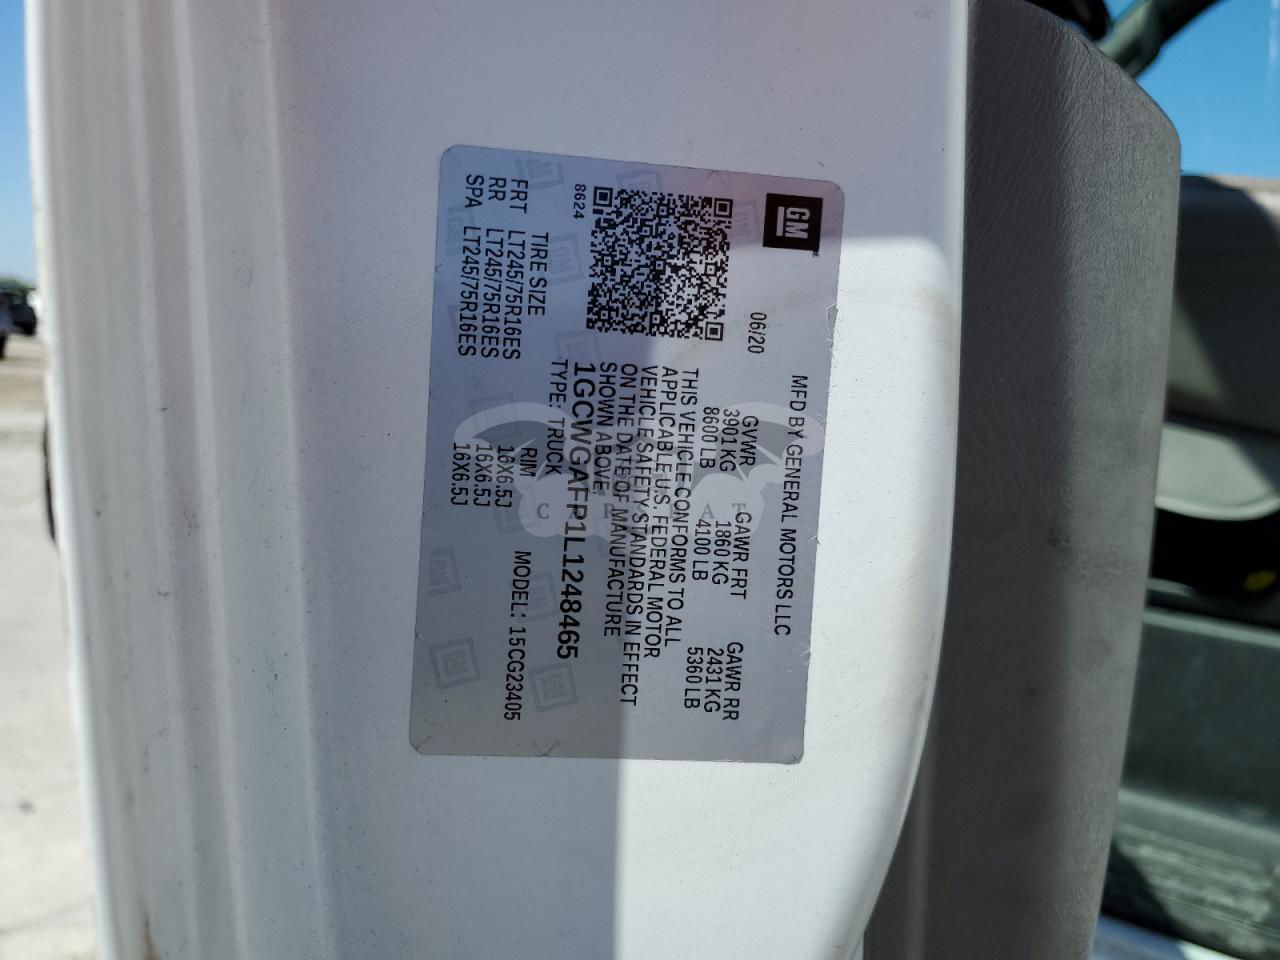 GM
MFD BY GENERAL MOTORS LLC
06/20
GVWR GAWR FRT GAWR RR
3901 KG 1860 KG 2431 KG
8600 LB 4100 LB 5360 LB
THIS VEHICLE CONFORMS TO ALL
APPLICABLE U.S. FEDERAL MOTOR
VEHICLE SAFETY STANDARDS IN EFFECT
ON THE DATE OF MANUFACTURE
SHOWN ABOVE.
8624
1GCWGAFP1L1248465
TYPE: TRUCK MODEL: 15CG23405
TIRE SIZE RIM
FRT LT245/75R16ES 16X6.5J
RR LT245/75R16ES 16X6.5J
SPA LT245/75R16ES 16X6.5J